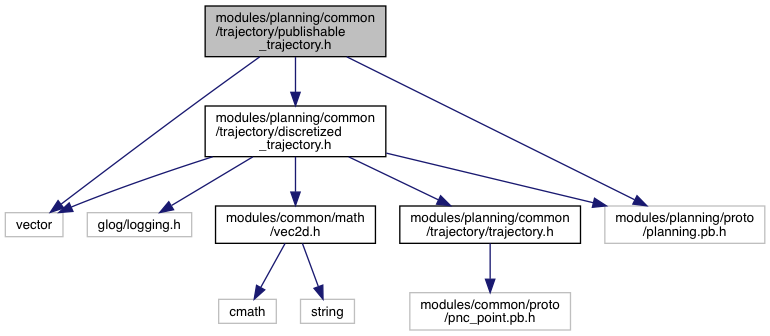 modules/planning/common
/trajectory/publishable
_trajectory.h
modules/planning/common
/trajectory/discretized
_trajectory.h
vector
glog/logging.h
modules/common/math
/vec2d.h
modules/planning/common
/trajectory/trajectory.h
modules/planning/proto
/planning.pb.h
cmath
string
modules/common/proto
/pnc_point.pb.h